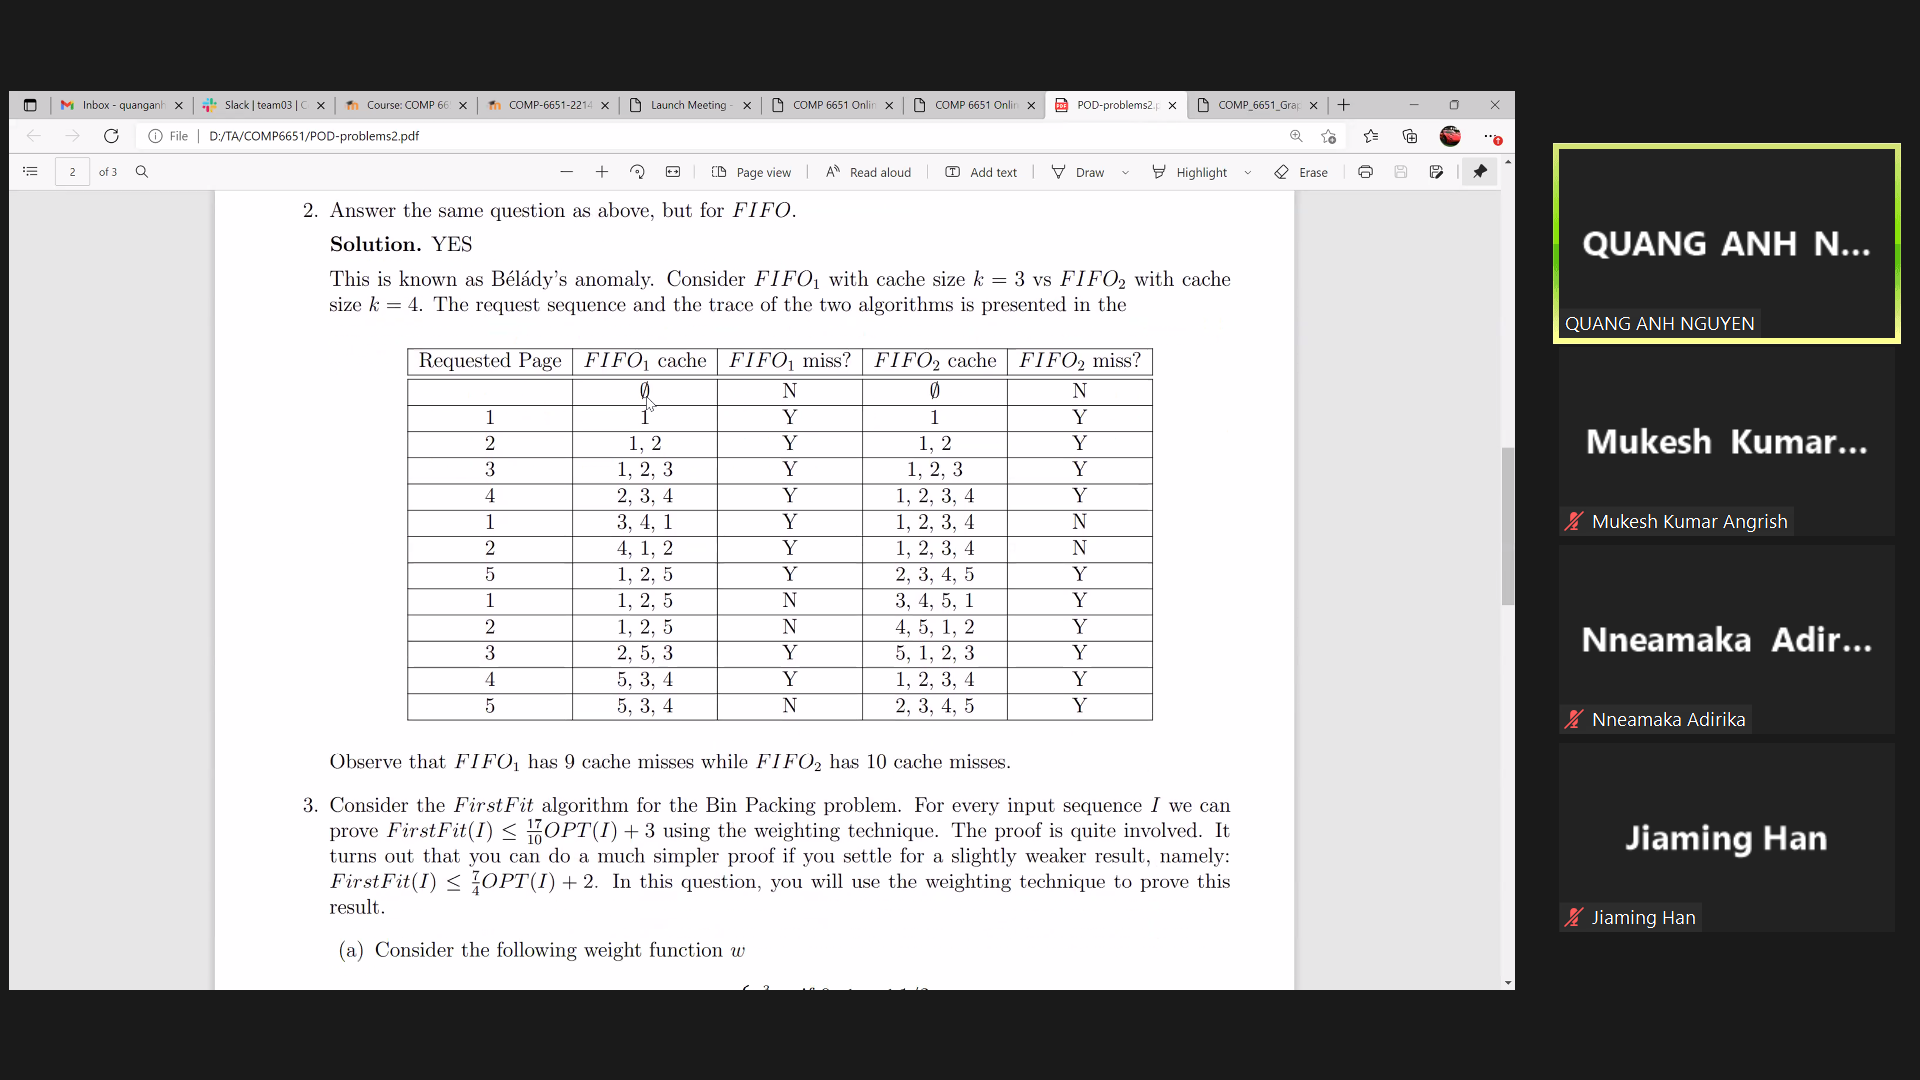 Inbox - quanganh
Slack | team03 | C
Course: COMP 66
COMP-6651-2214
Launch Meeting -
COMP 6651 Onlin
COMP 6651 Onlin
POD-problems2.p
COMP_6651_Grap
File | D:/TA/COMP6651/POD-problems2.pdf
2 of 3
Page view
Read aloud
Add text
Draw
Highlight
Erase
2. Answer the same question as above, but for FIFO.
Solution. YES
This is known as Bélády's anomaly. Consider FIFO₁ with cache size k = 3 vs FIFO₂ with cache
size k = 4. The request sequence and the trace of the two algorithms is presented in the
Requested Page FIFO₁ cache FIFO₁ miss? FIFO₂ cache FIFO₂ miss?
∅ N ∅ N
1 1 Y 1 Y
2 1, 2 Y 1, 2 Y
3 1, 2, 3 Y 1, 2, 3 Y
4 2, 3, 4 Y 1, 2, 3, 4 Y
1 3, 4, 1 Y 1, 2, 3, 4 N
2 4, 1, 2 Y 1, 2, 3, 4 N
5 1, 2, 5 Y 2, 3, 4, 5 Y
1 1, 2, 5 N 3, 4, 5, 1 Y
2 1, 2, 5 N 4, 5, 1, 2 Y
3 2, 5, 3 Y 5, 1, 2, 3 Y
4 5, 3, 4 Y 1, 2, 3, 4 Y
5 5, 3, 4 N 2, 3, 4, 5 Y
Observe that FIFO₁ has 9 cache misses while FIFO₂ has 10 cache misses.
3. Consider the FirstFit algorithm for the Bin Packing problem. For every input sequence I we can
prove FirstFit(I) ≤ 17/10 OPT(I) + 3 using the weighting technique. The proof is quite involved. It
turns out that you can do a much simpler proof if you settle for a slightly weaker result, namely:
FirstFit(I) ≤ 7/4 OPT(I) + 2. In this question, you will use the weighting technique to prove this
result.
(a) Consider the following weight function w
QUANG ANH N...
QUANG ANH NGUYEN
Mukesh Kumar...
Mukesh Kumar Angrish
Nneamaka Adir...
Nneamaka Adirika
Jiaming Han
Jiaming Han